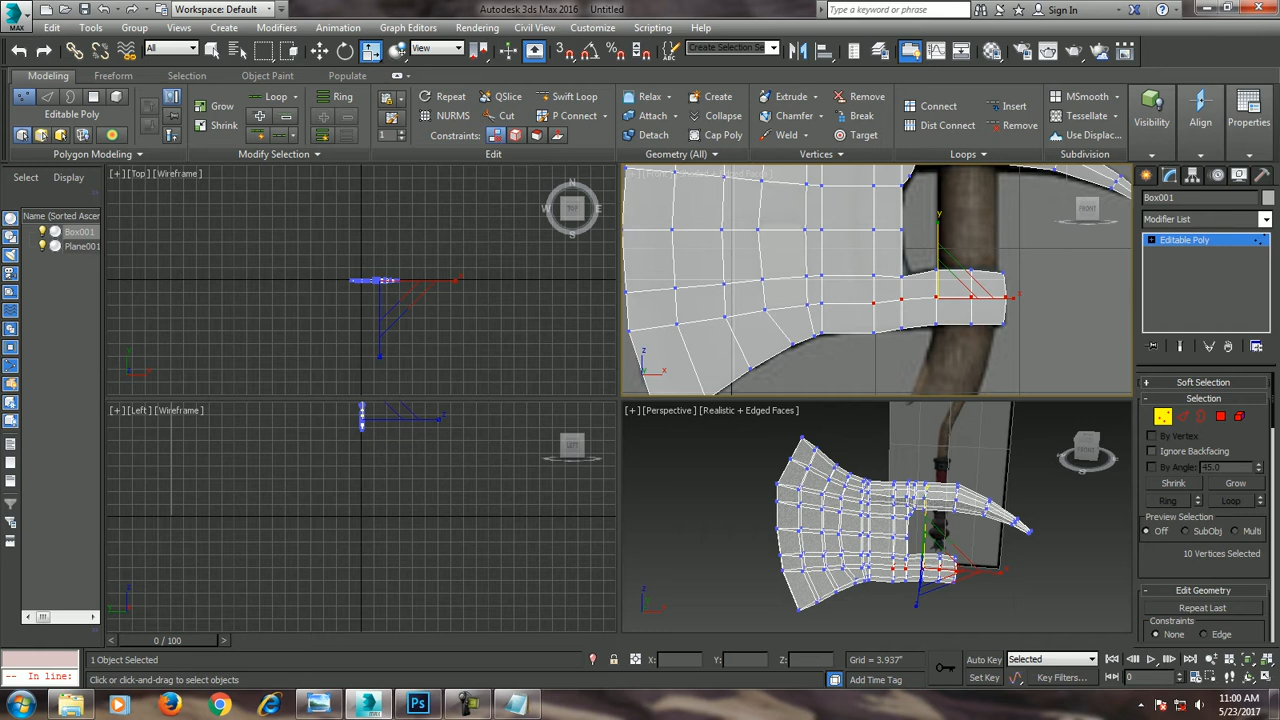 MAX
Workspace: Default
Autodesk 3ds Max 2016 Untitled
Type a keyword or phrase
Sign In
Edit Tools Group Views Create Modifiers Animation Graph Editors Rendering Civil View Customize Scripting Help
All View Create Selection Se
Modeling Freeform Selection Object Paint Populate
Editable Poly
Polygon Modeling
Grow Loop Ring
Shrink
Modify Selection
Repeat QSlice Swift Loop
NURMS Cut P Connect
Constraints:
1
Edit
Relax Create
Attach Collapse
Detach Cap Poly
Geometry (All)
Extrude Remove
Chamfer Break
Weld Target
Vertices
Connect Insert
Dist Connect Remove
Loops
MSmooth
Tessellate
Use Displac...
Subdivision
Visibility
Align
Properties
Select Display
Name (Sorted Ascen
Box001
Plane001
[+] [Top] [Wireframe]
N
W TOP E
S
FRONT
y
x
z
[+] [Left] [Wireframe]
LEFT
[+] [Perspective] [Realistic + Edged Faces]
Box001
Modifier List
Editable Poly
Soft Selection
Selection
By Vertex
Ignore Backfacing
By Angle: 45.0
Shrink Grow
Ring Loop
Preview Selection
Off SubObj Multi
10 Vertices Selected
Edit Geometry
Repeat Last
Constraints
None Edge
0 / 100
1 Object Selected
X: Y: Z:
Grid = 3.937"
Auto Key Selected
In line:
Click or click-and-drag to select objects
Add Time Tag
Set Key Key Filters...
0
Ps
11:00 AM
5/23/2017